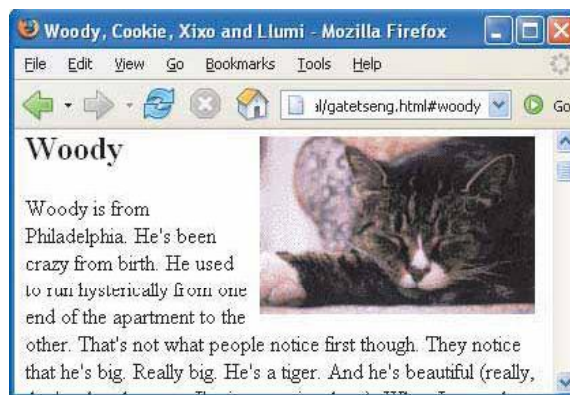 Woody, Cookie, Xixo and Llumi - Mozilla Firefox
File Edit View Go Bookmarks Tools Help
al/gatetseng.html#woody Go
Woody
Woody is from
Philadelphia. He's been
crazy from birth. He used
to run hysterically from one
end of the apartment to the
other. That's not what people
notice first though. They notice
that he's big. Really big. He's a tiger. And he's beautiful (really,